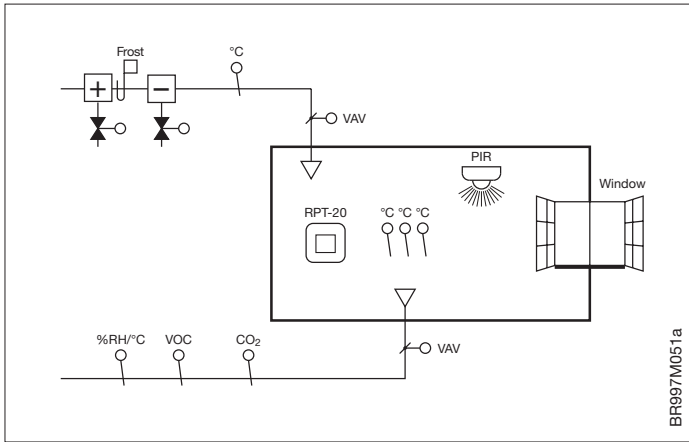 Frost
°C
+
−
VAV
PIR
Window
RPT-20
°C °C °C
%RH/°C VOC CO₂
VAV
BR997M051a